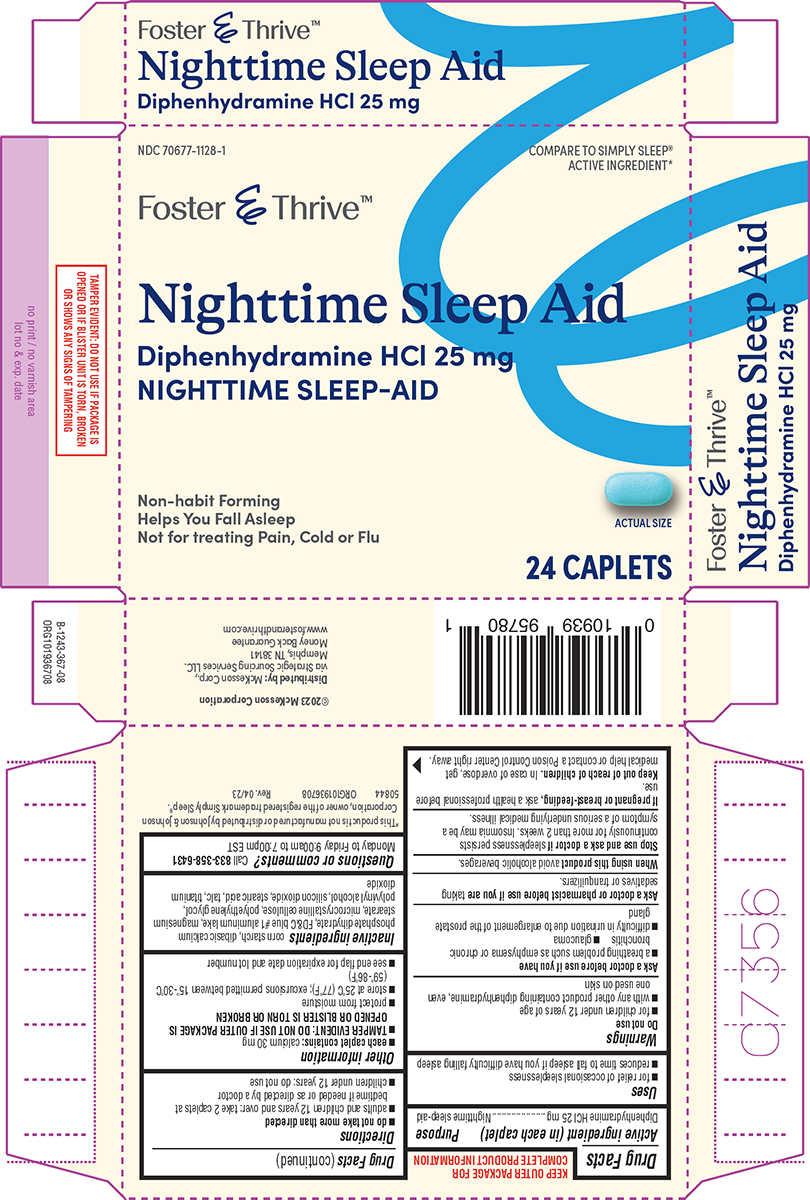 Foster & Thrive™
Nighttime Sleep Aid
Diphenhydramine HCl 25 mg
NDC 70677-1128-1
COMPARE TO SIMPLY SLEEP®
ACTIVE INGREDIENT*
Foster & Thrive™
Nighttime Sleep Aid
Diphenhydramine HCl 25 mg
NIGHTTIME SLEEP-AID
Non-habit Forming
Helps You Fall Asleep
Not for treating Pain, Cold or Flu
ACTUAL SIZE
24 CAPLETS
TAMPER EVIDENT: DO NOT USE IF PACKAGE IS
OPENED OR IF BLISTER UNIT IS TORN, BROKEN
OR SHOWS ANY SIGNS OF TAMPERING
no print / no varnish area
lot no & exp. date
Foster & Thrive™
Nighttime Sleep Aid
Diphenhydramine HCl 25 mg
B-1243-367-08
ORG101936708
©2023 McKesson Corporation
Distributed by: McKesson Corp.,
via Strategic Sourcing Services LLC.
Memphis, TN 38141
Money Back Guarantee
www.fosterandthrive.com
0 10939 95780 1
KEEP OUTER PACKAGE FOR
COMPLETE PRODUCT INFORMATION
Drug Facts
Active ingredient (in each caplet) Purpose
Diphenhydramine HCl 25 mg Nighttime sleep-aid
Uses
■ for relief of occasional sleeplessness
■ reduces time to fall asleep if you have difficulty falling asleep
Warnings
Do not use
■ for children under 12 years of age
■ with any other product containing diphenhydramine, even
one used on skin
Ask a doctor before use if you have
■ a breathing problem such as emphysema or chronic
bronchitis ■ glaucoma
■ difficulty in urination due to enlargement of the prostate
gland
Ask a doctor or pharmacist before use if you are taking
sedatives or tranquilizers.
When using this product avoid alcoholic beverages.
Stop use and ask a doctor if sleeplessness persists
continuously for more than 2 weeks. Insomnia may be a
symptom of a serious underlying medical illness.
If pregnant or breast-feeding, ask a health professional before
use.
Keep out of reach of children. In case of overdose, get
medical help or contact a Poison Control Center right away.
Drug Facts (continued)
Directions
■ do not take more than directed
■ adults and children 12 years and over: take 2 caplets at
bedtime if needed or as directed by a doctor
■ children under 12 years: do not use
Other information
■ each caplet contains: calcium 30 mg
■ TAMPER EVIDENT: DO NOT USE IF OUTER PACKAGE IS
OPENED OR BLISTER IS TORN OR BROKEN
■ protect from moisture
■ store at 25°C (77°F); excursions permitted between 15°-30°C
(59°-86°F)
■ see end flap for expiration date and lot number
Inactive ingredients corn starch, dibasic calcium
phosphate dihydrate, FD&C blue #1 aluminum lake, magnesium
stearate, microcrystalline cellulose, polyethylene glycol,
polyvinyl alcohol, silicon dioxide, stearic acid, talc, titanium
dioxide
Questions or comments? Call 833-358-6431
Monday to Friday 9:00am to 7:00pm EST
*This product is not manufactured or distributed by Johnson & Johnson
Corporation, owner of the registered trademark Simply Sleep®.
50844 ORG101936708 Rev. 04/23
C7356